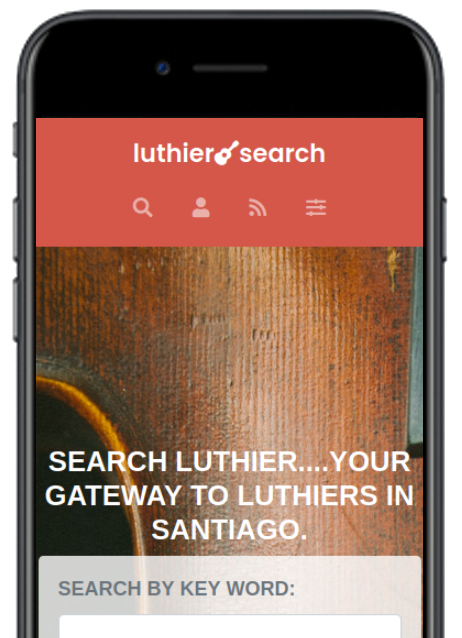 luthier search
SEARCH LUTHIER....YOUR
GATEWAY TO LUTHIERS IN
SANTIAGO.
SEARCH BY KEY WORD: